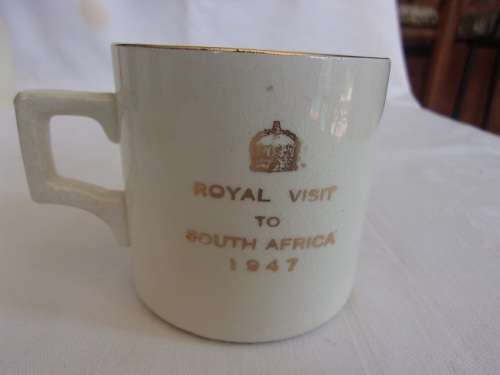 ROYAL VISIT
TO
SOUTH AFRICA
1947